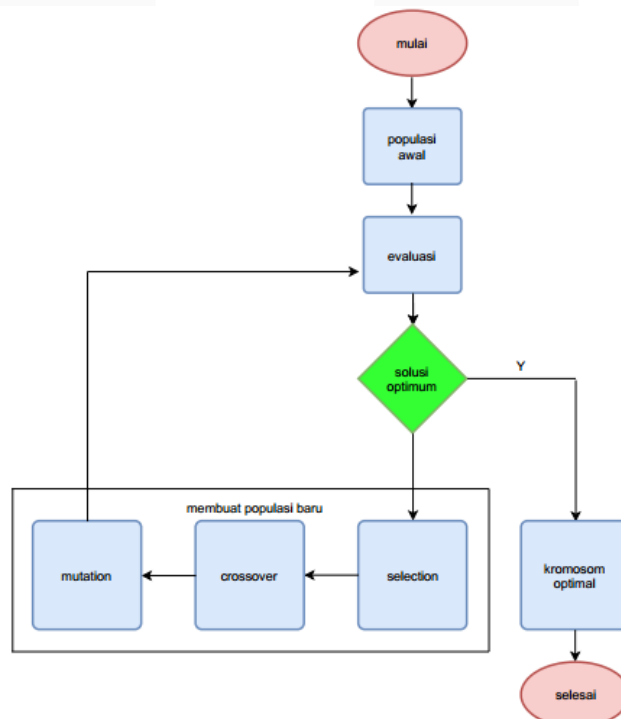 mulai
populasi
awal
evaluasi
solusi
optimum
Y
membuat populasi baru
mutation
crossover
selection
kromosom
optimal
selesai